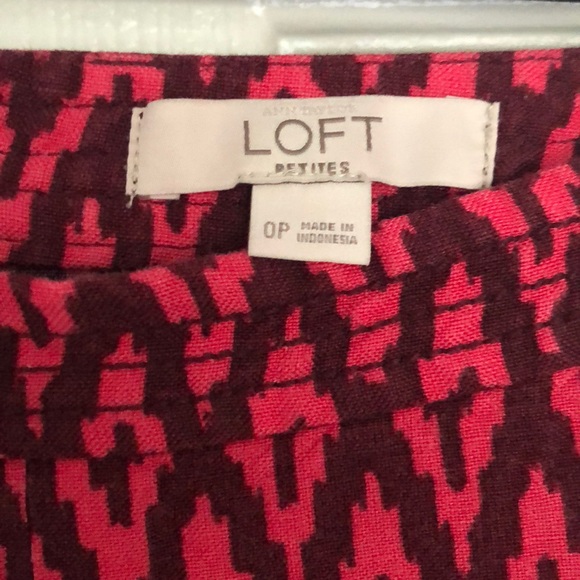 ANN TAYLOR
LOFT
PETITES
0P MADE IN
INDONESIA